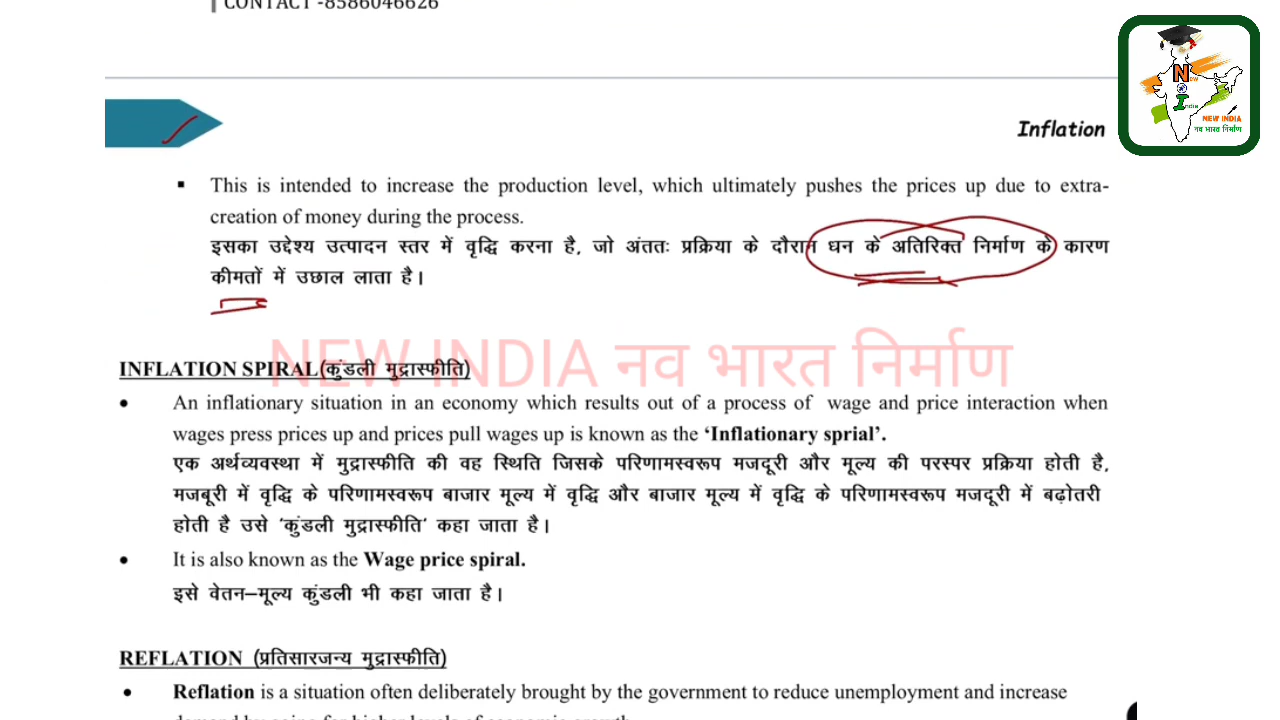 CONTACT -8586046626
NEW INDIA
New
India
NEW INDIA
नव भारत निर्माण
Inflation
▪ This is intended to increase the production level, which ultimately pushes the prices up due to extra-
creation of money during the process.
इसका उद्देश्य उत्पादन स्तर में वृद्धि करना है, जो अंततः प्रक्रिया के दौरान धन के अतिरिक्त निर्माण के कारण
कीमतों में उछाल लाता है।
NEW INDIA नव भारत निर्माण
INFLATION SPIRAL(कुंडली मुद्रास्फीति)
• An inflationary situation in an economy which results out of a process of wage and price interaction when
wages press prices up and prices pull wages up is known as the ‘Inflationary sprial’.
एक अर्थव्यवस्था में मुद्रास्फीति की वह स्थिति जिसके परिणामस्वरूप मजदूरी और मूल्य की परस्पर प्रक्रिया होती है,
मजबूरी में वृद्धि के परिणामस्वरूप बाजार मूल्य में वृद्धि और बाजार मूल्य में वृद्धि के परिणामस्वरूप मजदूरी में बढ़ोतरी
होती है उसे ‘कुंडली मुद्रास्फीति’ कहा जाता है।
• It is also known as the Wage price spiral.
इसे वेतन–मूल्य कुंडली भी कहा जाता है।
REFLATION (प्रतिसारजन्य मुद्रास्फीति)
• Reflation is a situation often deliberately brought by the government to reduce unemployment and increase